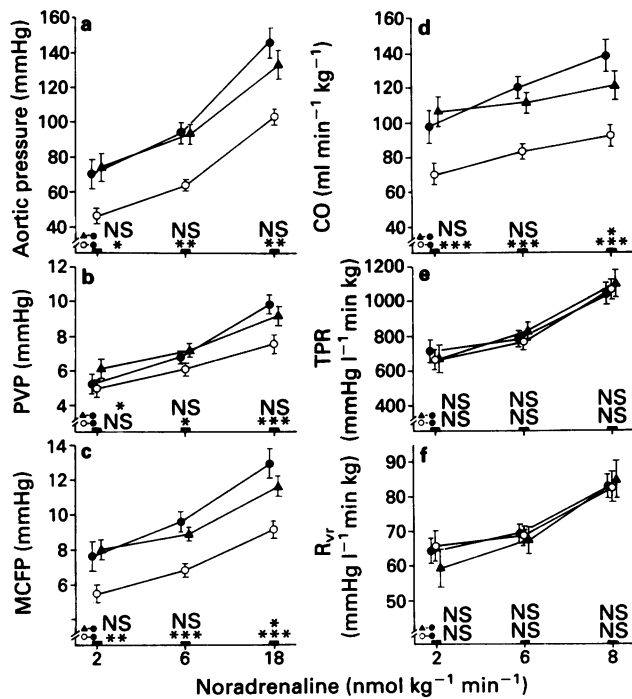 a
Aortic pressure (mmHg)
160
140
120
100
80
60
40
NS NS NS
* ** **
b
PVP (mmHg)
12
10
8
6
4
* NS NS
NS * ***
c
MCFP (mmHg)
14
12
10
8
6
NS NS *
** *** ***
2 6 18
d
CO (ml min⁻¹ kg⁻¹)
160
140
120
100
80
60
40
NS NS *
*** *** ***
e
TPR
(mmHg l⁻¹ min kg)
1200
1000
800
600
400
NS NS NS
NS NS NS
f
Rvr
(mmHg l⁻¹ min kg)
90
80
70
60
50
NS NS NS
NS NS NS
2 6 8
Noradrenaline (nmol kg⁻¹ min⁻¹)